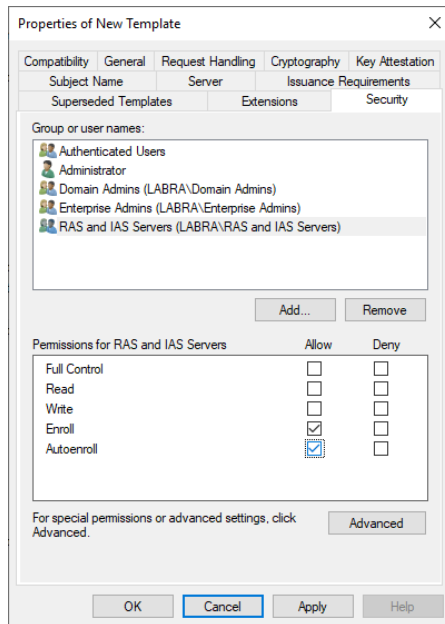 Properties of New Template
Compatibility General Request Handling Cryptography Key Attestation
Subject Name Server Issuance Requirements
Superseded Templates Extensions Security
Group or user names:
Authenticated Users
Administrator
Domain Admins (LABRA\Domain Admins)
Enterprise Admins (LABRA\Enterprise Admins)
RAS and IAS Servers (LABRA\RAS and IAS Servers)
Add... Remove
Permissions for RAS and IAS Servers Allow Deny
Full Control
Read
Write
Enroll
Autoenroll
For special permissions or advanced settings, click
Advanced.
Advanced
OK Cancel Apply Help